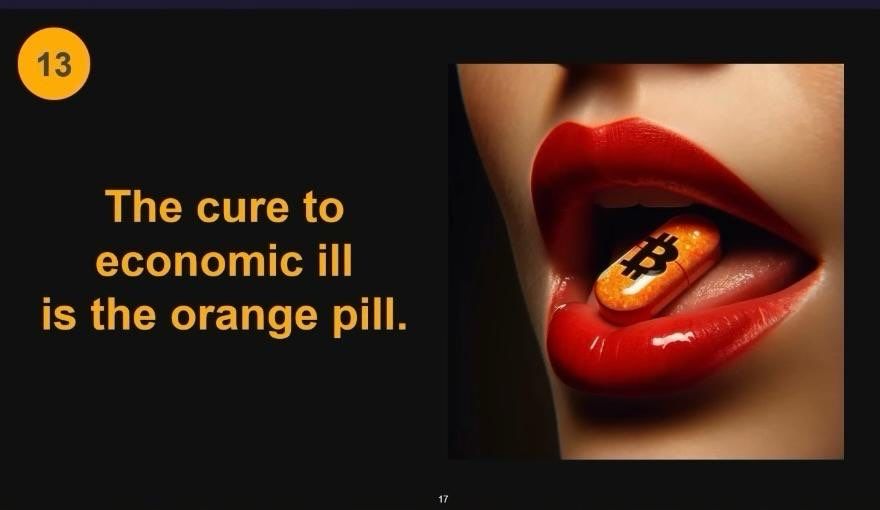 13
The cure to
economic ill
is the orange pill.
₿
17